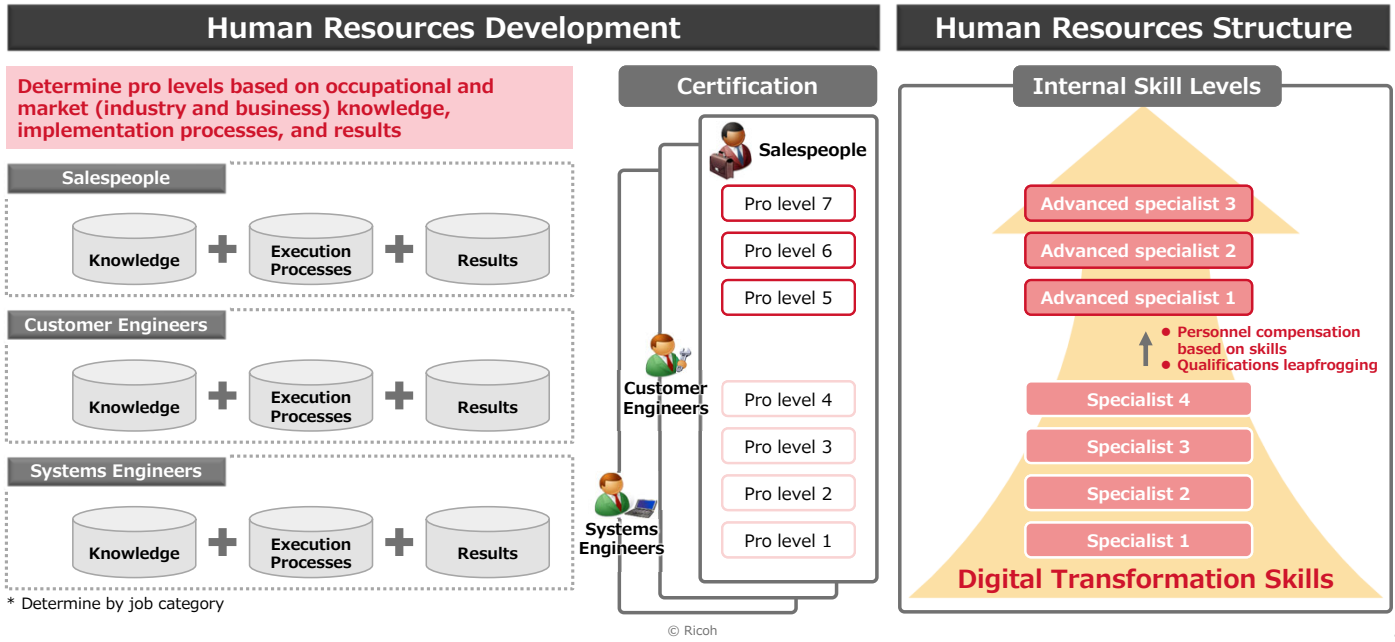 Human Resources Development
Determine pro levels based on occupational and
market (industry and business) knowledge,
implementation processes, and results
Salespeople
Knowledge
Execution
Processes
Results
Customer Engineers
Knowledge
Execution
Processes
Results
Systems Engineers
Knowledge
Execution
Processes
Results
* Determine by job category
Certification
Salespeople
Pro level 7
Pro level 6
Pro level 5
Customer
Engineers
Pro level 4
Pro level 3
Pro level 2
Systems
Engineers
Pro level 1
Human Resources Structure
Internal Skill Levels
Advanced specialist 3
Advanced specialist 2
Advanced specialist 1
● Personnel compensation
based on skills
● Qualifications leapfrogging
Specialist 4
Specialist 3
Specialist 2
Specialist 1
Digital Transformation Skills
© Ricoh